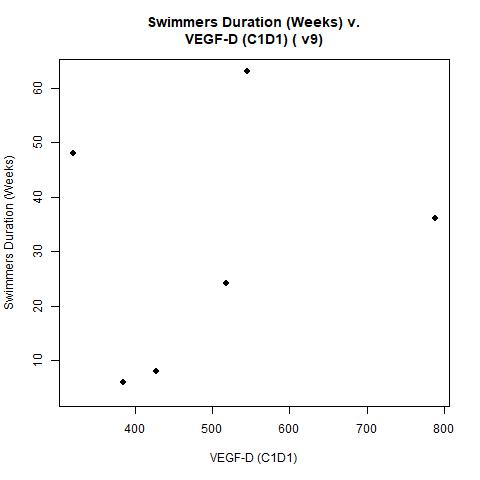 Swimmers Duration (Weeks) v.
VEGF-D (C1D1) ( v9)
Swimmers Duration (Weeks)
60
50
40
30
20
10
400 500 600 700 800
VEGF-D (C1D1)